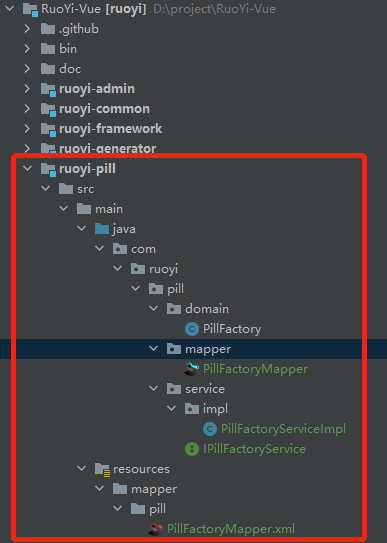 RuoYi-Vue [ruoyi] D:\project\RuoYi-Vue
.github
bin
doc
ruoyi-admin
ruoyi-common
ruoyi-framework
ruoyi-generator
ruoyi-pill
src
main
java
com
ruoyi
pill
domain
PillFactory
mapper
PillFactoryMapper
service
impl
PillFactoryServiceImpl
IPillFactoryService
resources
mapper
pill
PillFactoryMapper.xml